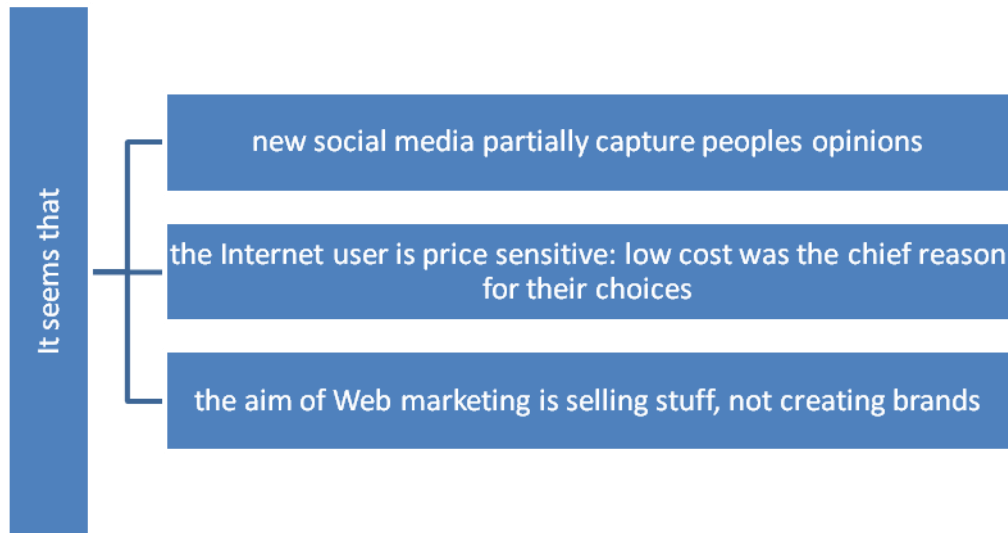 It seems that
new social media partially capture peoples opinions
the Internet user is price sensitive: low cost was the chief reason
for their choices
the aim of Web marketing is selling stuff, not creating brands